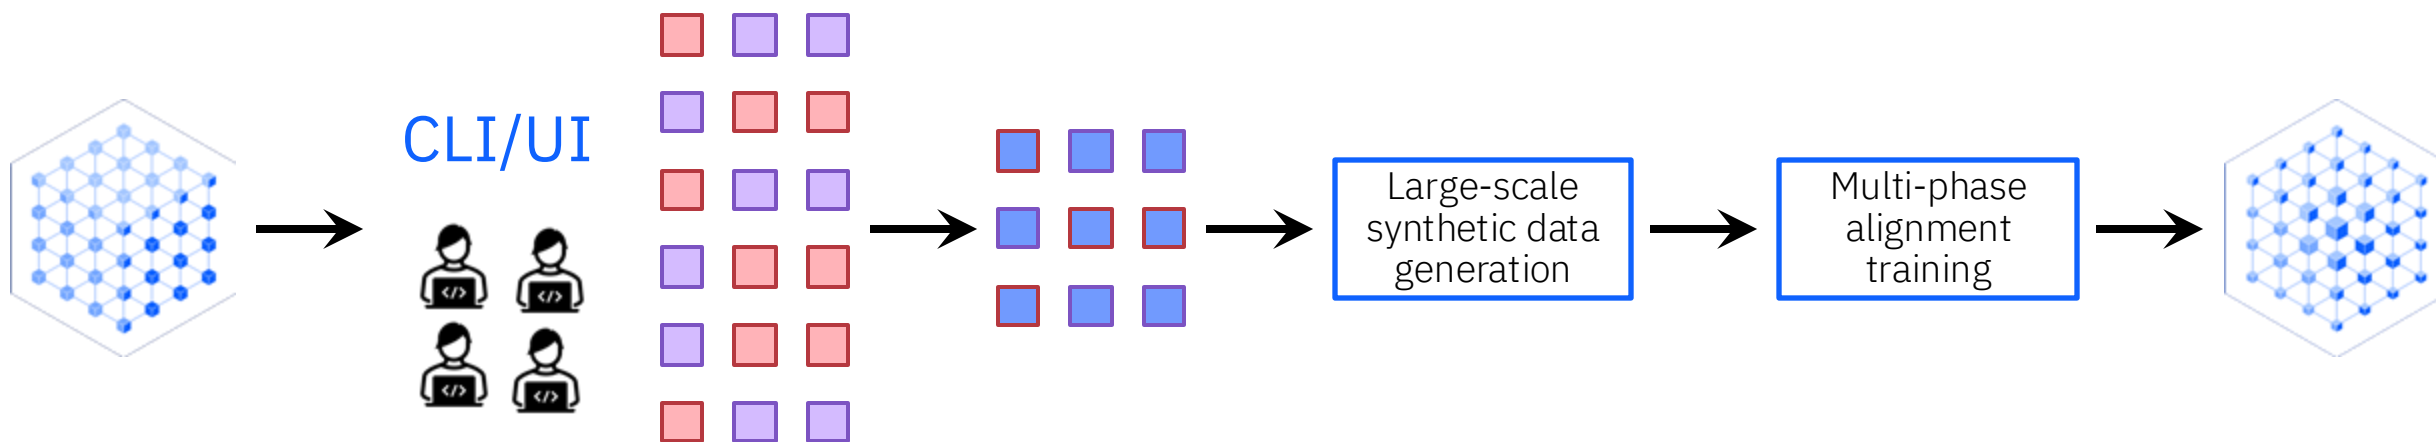 CLI/UI
</>
</>
</>
</>
Large-scale
synthetic data
generation
Multi-phase
alignment
training